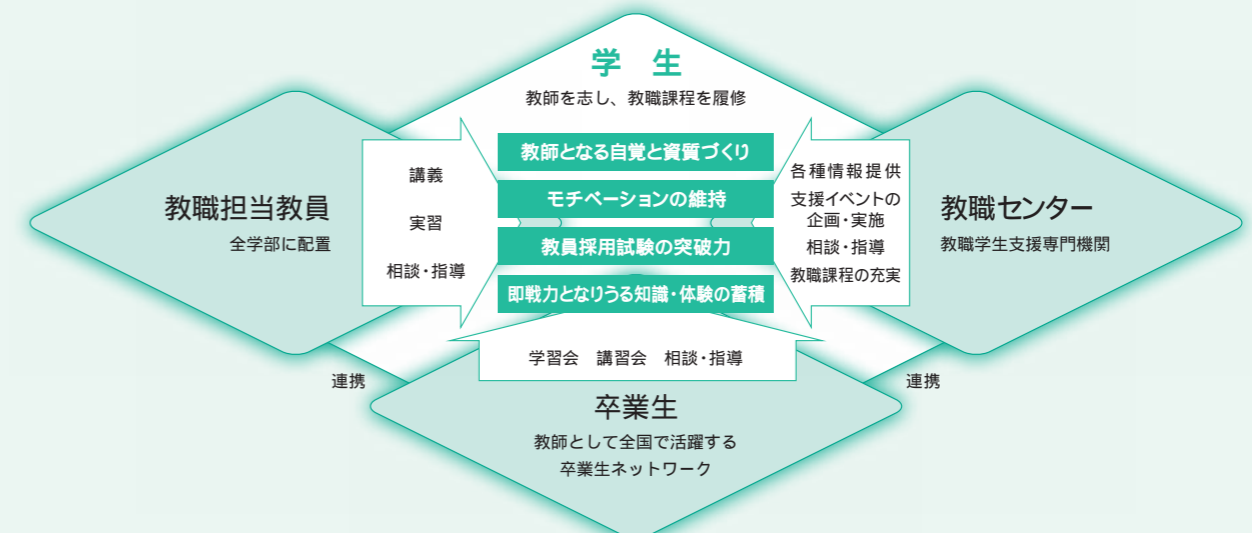 学 生
教師を志し、教職課程を履修
教職担当教員
全学部に配置
講義
実習
相談・指導
教師となる自覚と資質づくり
モチベーションの維持
教員採用試験の突破力
即戦力となりうる知識・体験の蓄積
各種情報提供
支援イベントの
企画・実施
相談・指導
教職課程の充実
教職センター
教職学生支援専門機関
学習会 講習会 相談・指導
連携
連携
卒業生
教師として全国で活躍する
卒業生ネットワーク